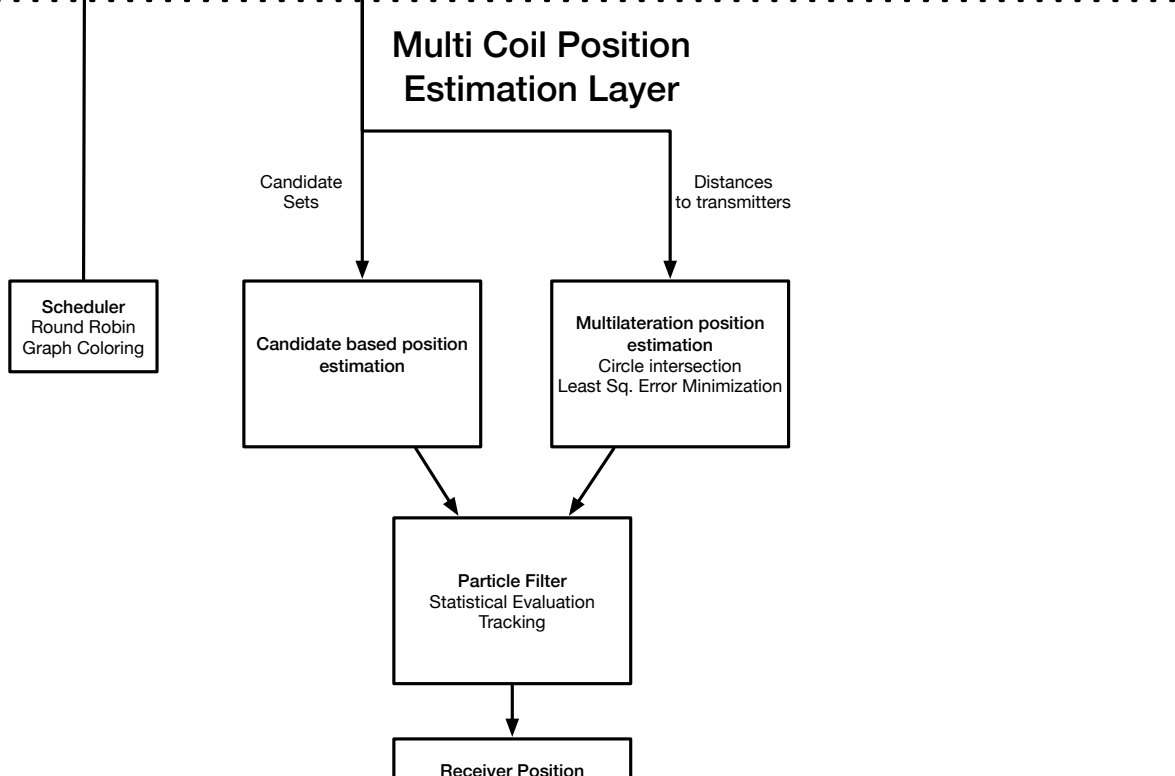 Multi Coil Position
Estimation Layer
Candidate
Sets
Distances
to transmitters
Scheduler
Round Robin
Graph Coloring
Candidate based position
estimation
Multilateration position
estimation
Circle intersection
Least Sq. Error Minimization
Particle Filter
Statistical Evaluation
Tracking
Receiver Position